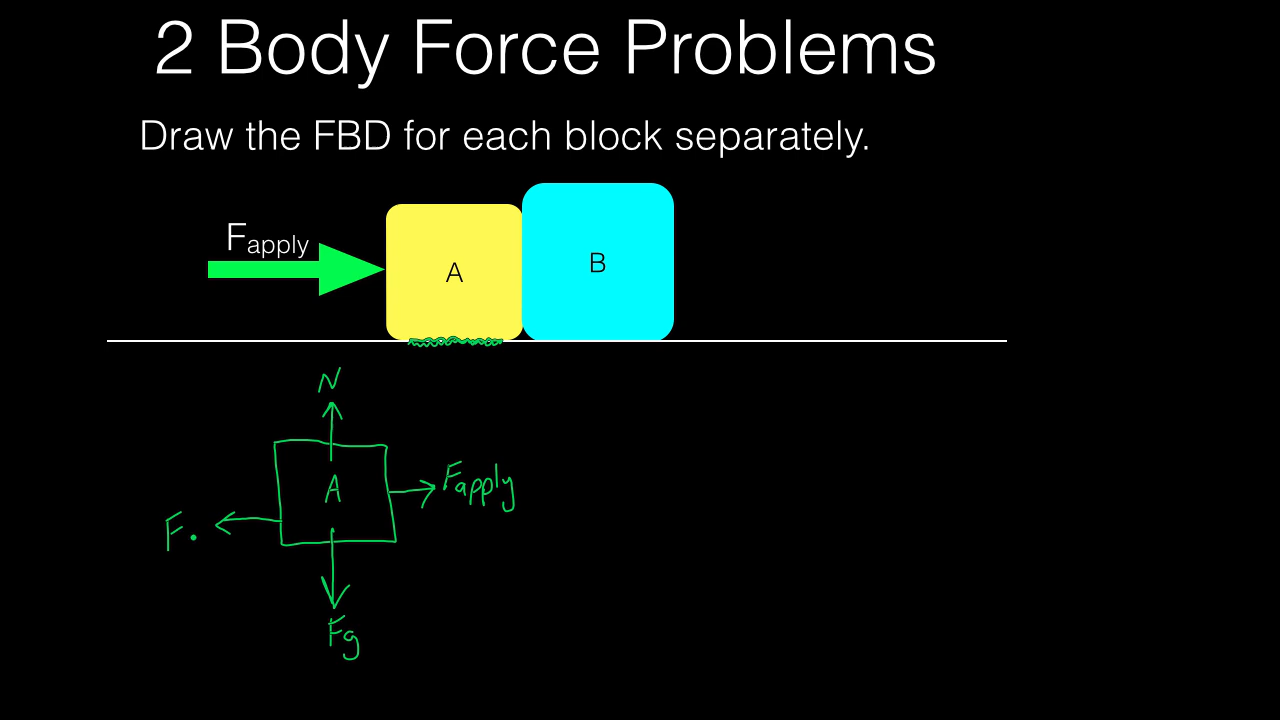 2 Body Force Problems
Draw the FBD for each block separately.
Fapply
A
B
N
A
Fapply
F.
Fg